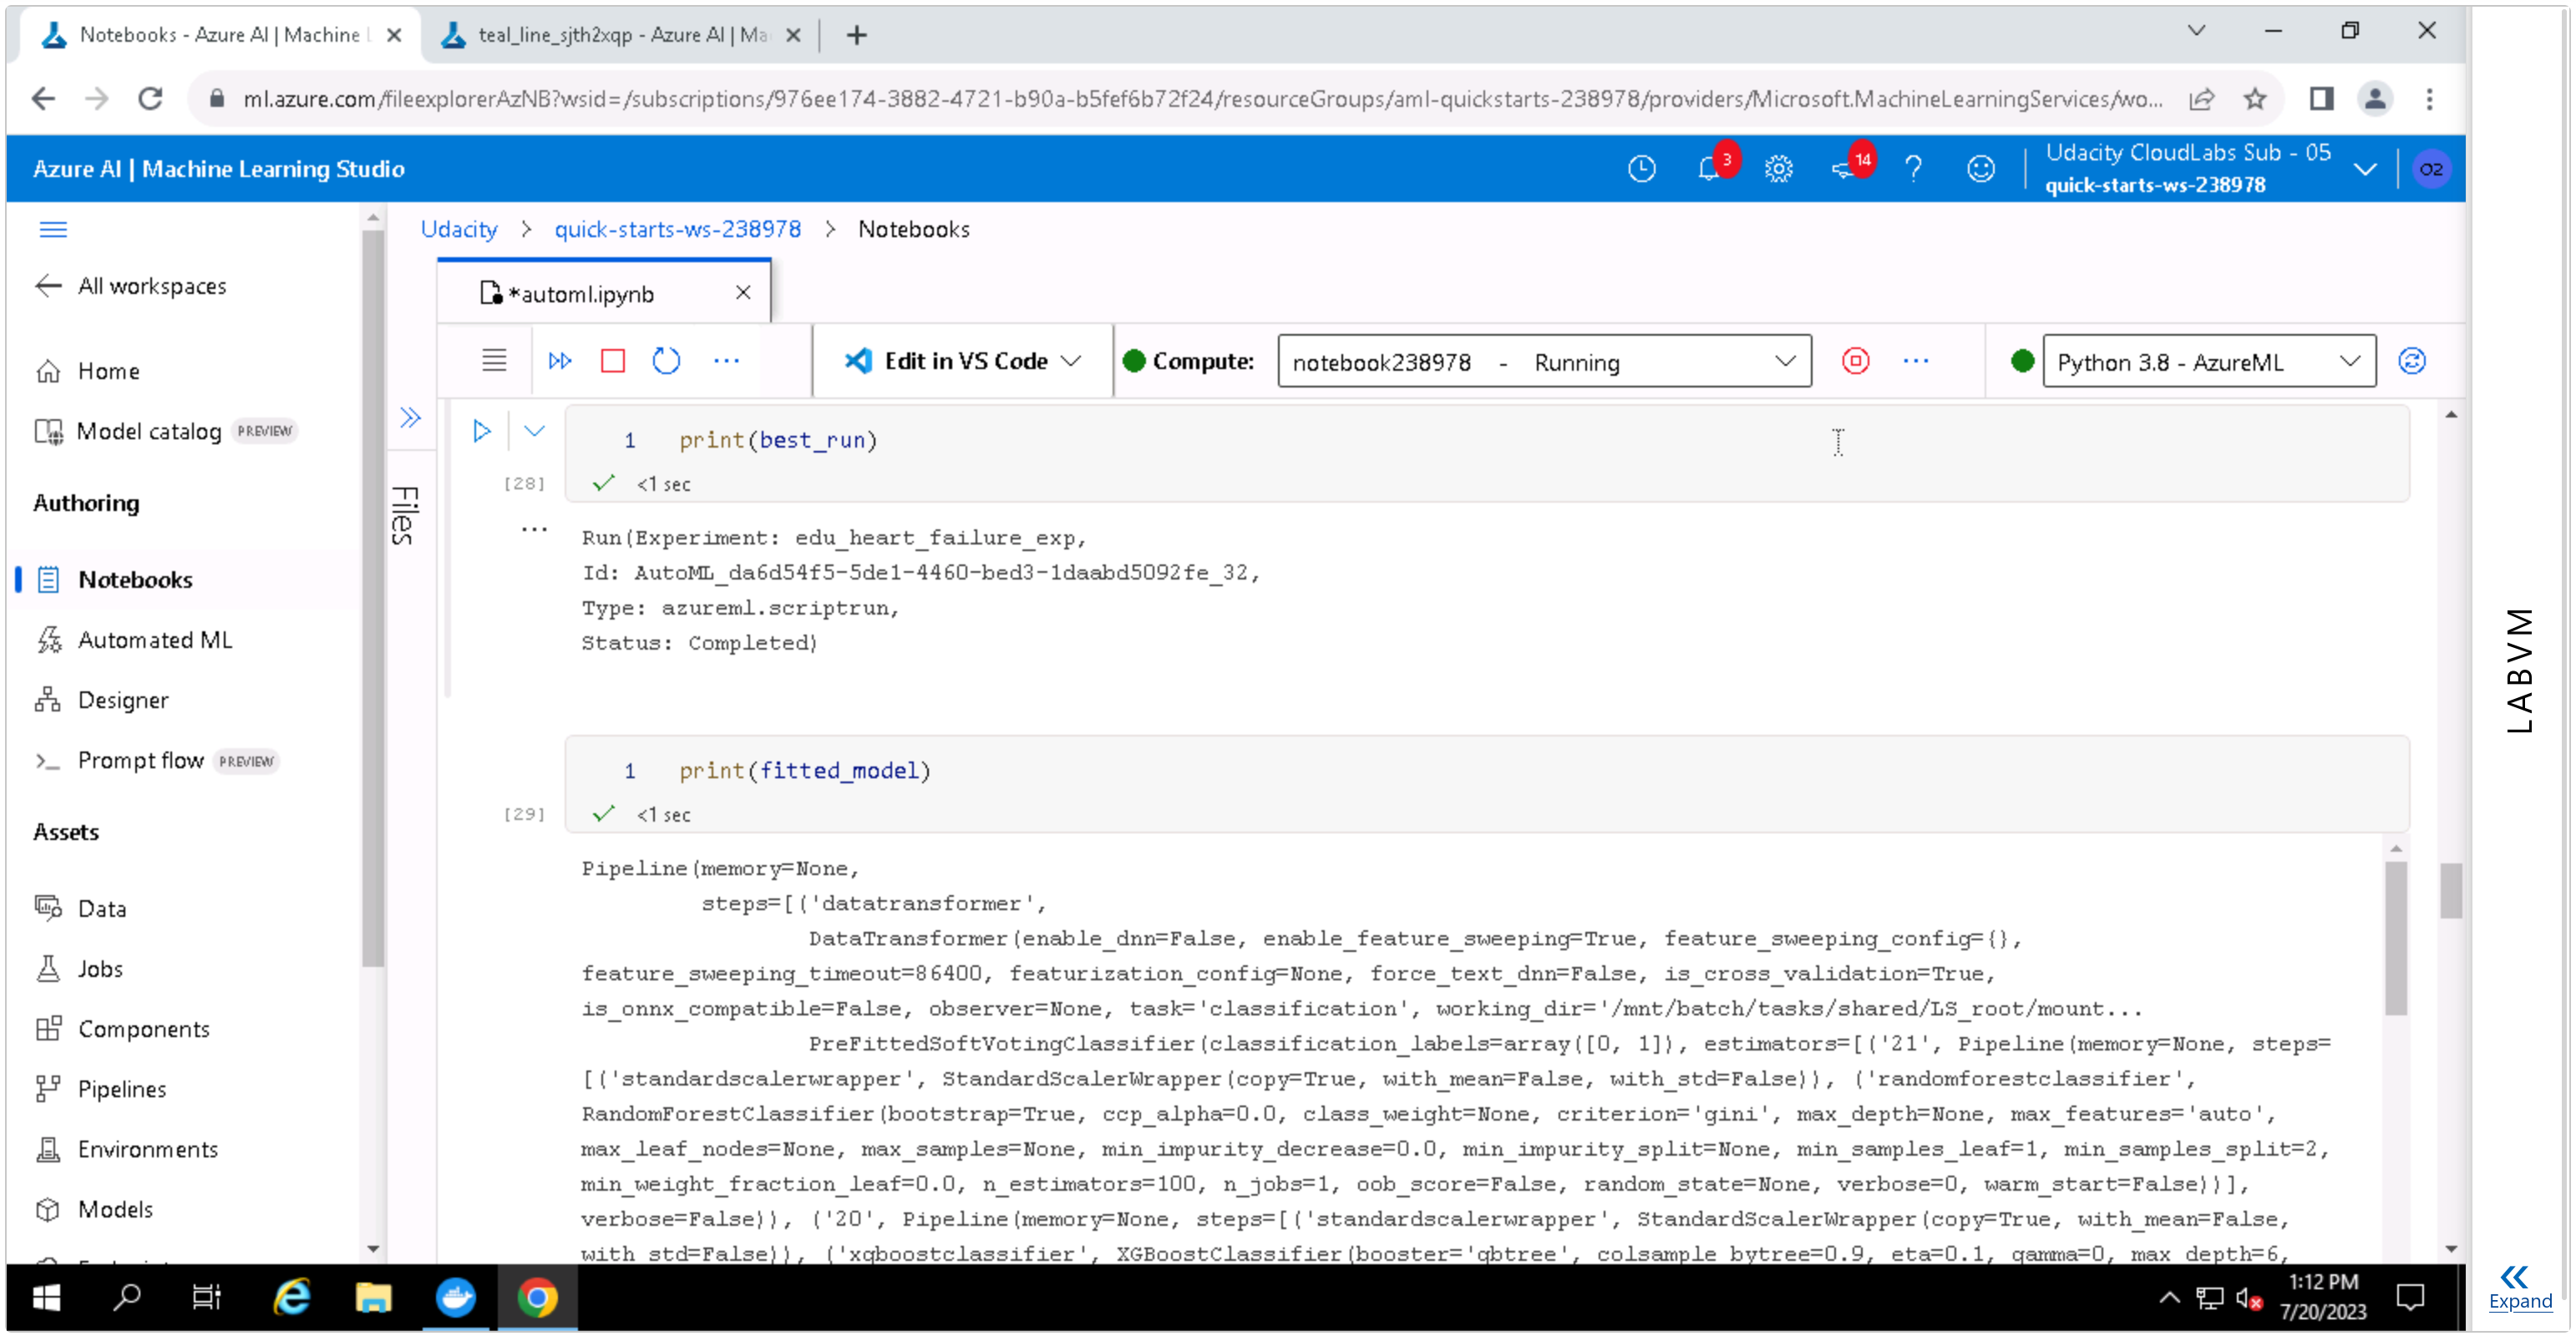 Notebooks - Azure AI | Machine L
teal_line_sjth2xqp - Azure AI | Ma
ml.azure.com/fileexplorerAzNB?wsid=/subscriptions/976ee174-3882-4721-b90a-b5fef6b72f24/resourceGroups/aml-quickstarts-238978/providers/Microsoft.MachineLearningServices/wo...
Azure AI | Machine Learning Studio
3
14
Udacity CloudLabs Sub - 05
quick-starts-ws-238978
O2
All workspaces
Home
Model catalog PREVIEW
Authoring
Notebooks
Automated ML
Designer
Prompt flow PREVIEW
Assets
Data
Jobs
Components
Pipelines
Environments
Models
Udacity > quick-starts-ws-238978 > Notebooks
*automl.ipynb
Edit in VS Code
Compute:
notebook238978 - Running
Python 3.8 - AzureML
Files
1 print(best_run)
[28] <1 sec
Run(Experiment: edu_heart_failure_exp,
Id: AutoML_da6d54f5-5de1-4460-bed3-1daabd5092fe_32,
Type: azureml.scriptrun,
Status: Completed)
1 print(fitted_model)
[29] <1 sec
Pipeline(memory=None,
steps=[('datatransformer',
DataTransformer(enable_dnn=False, enable_feature_sweeping=True, feature_sweeping_config={},
feature_sweeping_timeout=86400, featurization_config=None, force_text_dnn=False, is_cross_validation=True,
is_onnx_compatible=False, observer=None, task='classification', working_dir='/mnt/batch/tasks/shared/LS_root/mount...
PreFittedSoftVotingClassifier(classification_labels=array([0, 1]), estimators=[('21', Pipeline(memory=None, steps=
[('standardscalerwrapper', StandardScalerWrapper(copy=True, with_mean=False, with_std=False)), ('randomforestclassifier',
RandomForestClassifier(bootstrap=True, ccp_alpha=0.0, class_weight=None, criterion='gini', max_depth=None, max_features='auto',
max_leaf_nodes=None, max_samples=None, min_impurity_decrease=0.0, min_impurity_split=None, min_samples_leaf=1, min_samples_split=2,
min_weight_fraction_leaf=0.0, n_estimators=100, n_jobs=1, oob_score=False, random_state=None, verbose=0, warm_start=False))],
verbose=False)), ('20', Pipeline(memory=None, steps=[('standardscalerwrapper', StandardScalerWrapper(copy=True, with_mean=False,
with_std=False)), ('xgboostclassifier', XGBoostClassifier(booster='gbtree', colsample_bytree=0.9, eta=0.1, gamma=0, max_depth=6,
LABVM
Expand
1:12 PM
7/20/2023